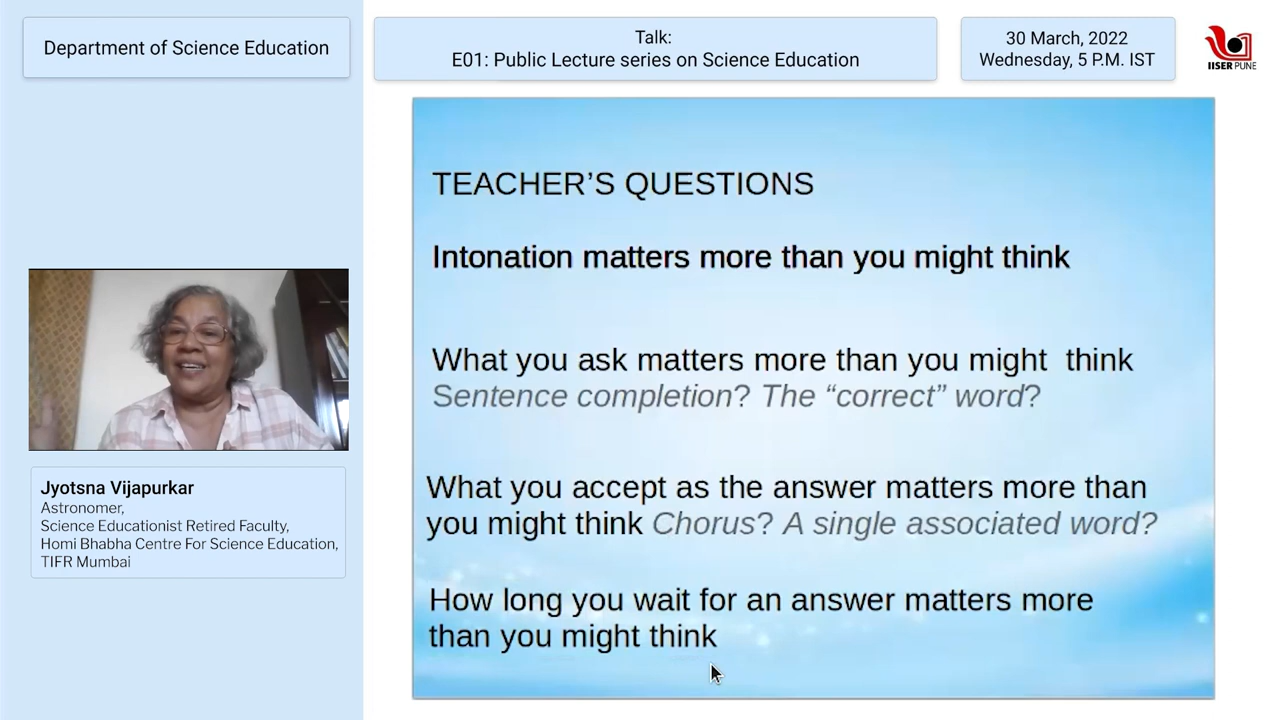 Department of Science Education
Talk:
E01: Public Lecture series on Science Education
30 March, 2022
Wednesday, 5 P.M. IST
IISER PUNE
TEACHER’S QUESTIONS
Intonation matters more than you might think
What you ask matters more than you might think
Sentence completion? The “correct” word?
What you accept as the answer matters more than
you might think Chorus? A single associated word?
How long you wait for an answer matters more
than you might think
Jyotsna Vijapurkar
Astronomer,
Science Educationist Retired Faculty,
Homi Bhabha Centre For Science Education,
TIFR Mumbai